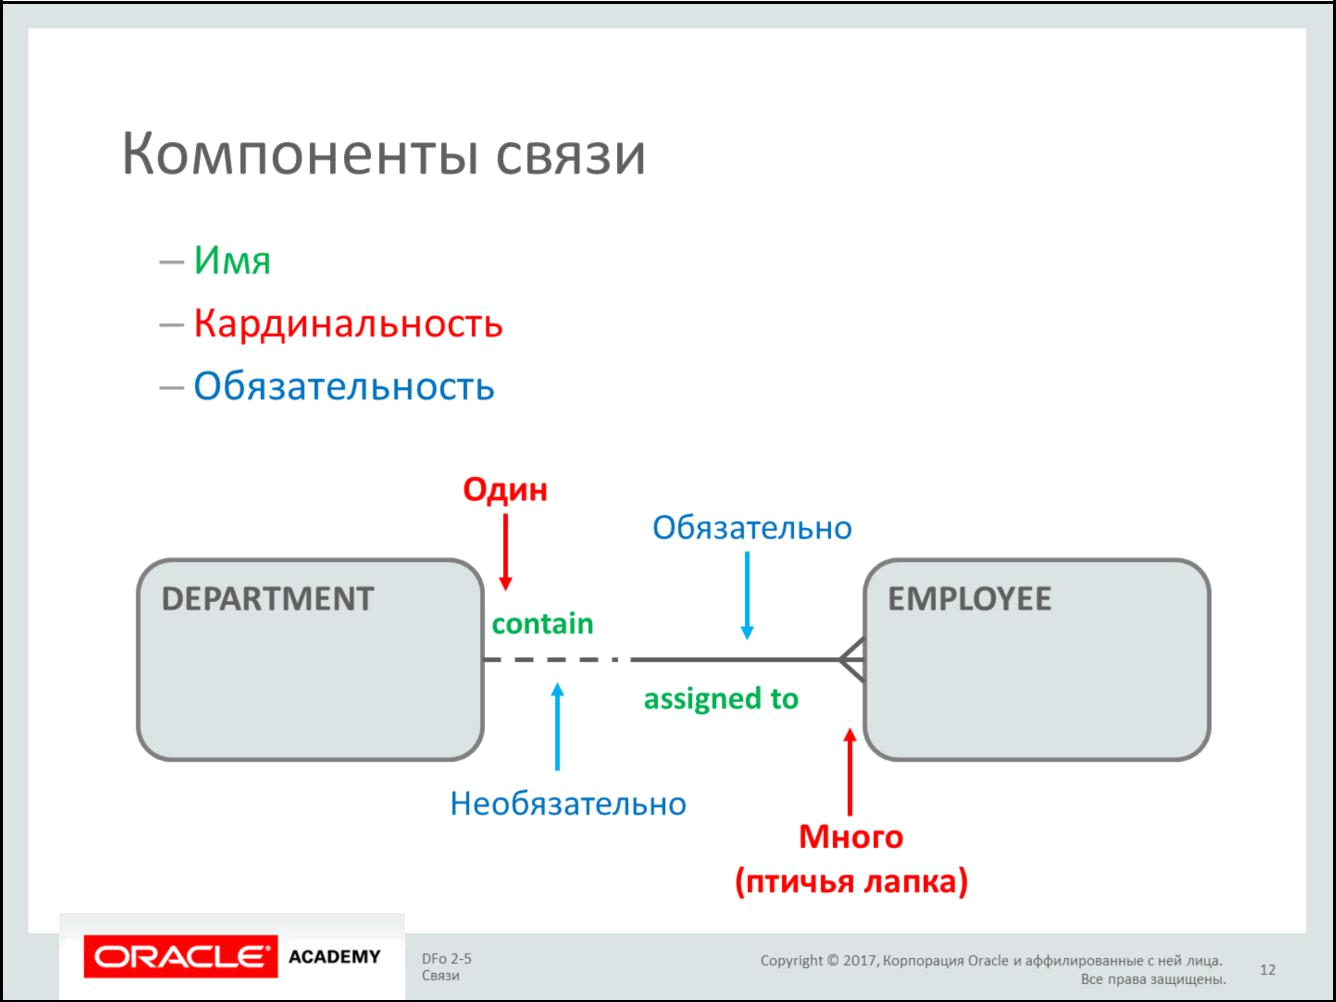 Компоненты связи
– Имя
– Кардинальность
– Обязательность
Один
Обязательно
DEPARTMENT
EMPLOYEE
contain
assigned to
Необязательно
Много
(птичья лапка)
ORACLE® ACADEMY
DFo 2-5
Связи
Copyright © 2017, Корпорация Oracle и аффилированные с ней лица.
Все права защищены.
12